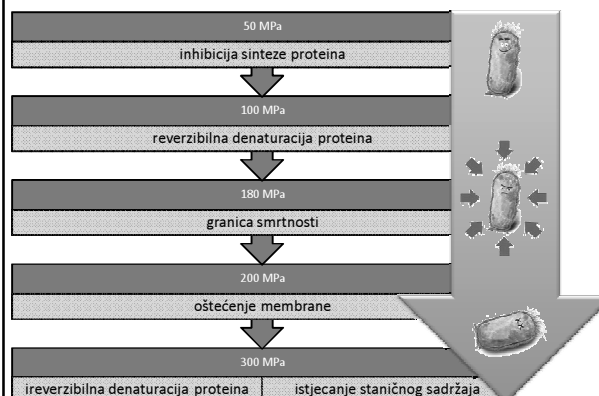 50 MPa
inhibicija sinteze proteina
100 MPa
reverzibilna denaturacija proteina
180 MPa
granica smrtnosti
200 MPa
oštećenje membrane
300 MPa
ireverzibilna denaturacija proteina
istjecanje staničnog sadržaja